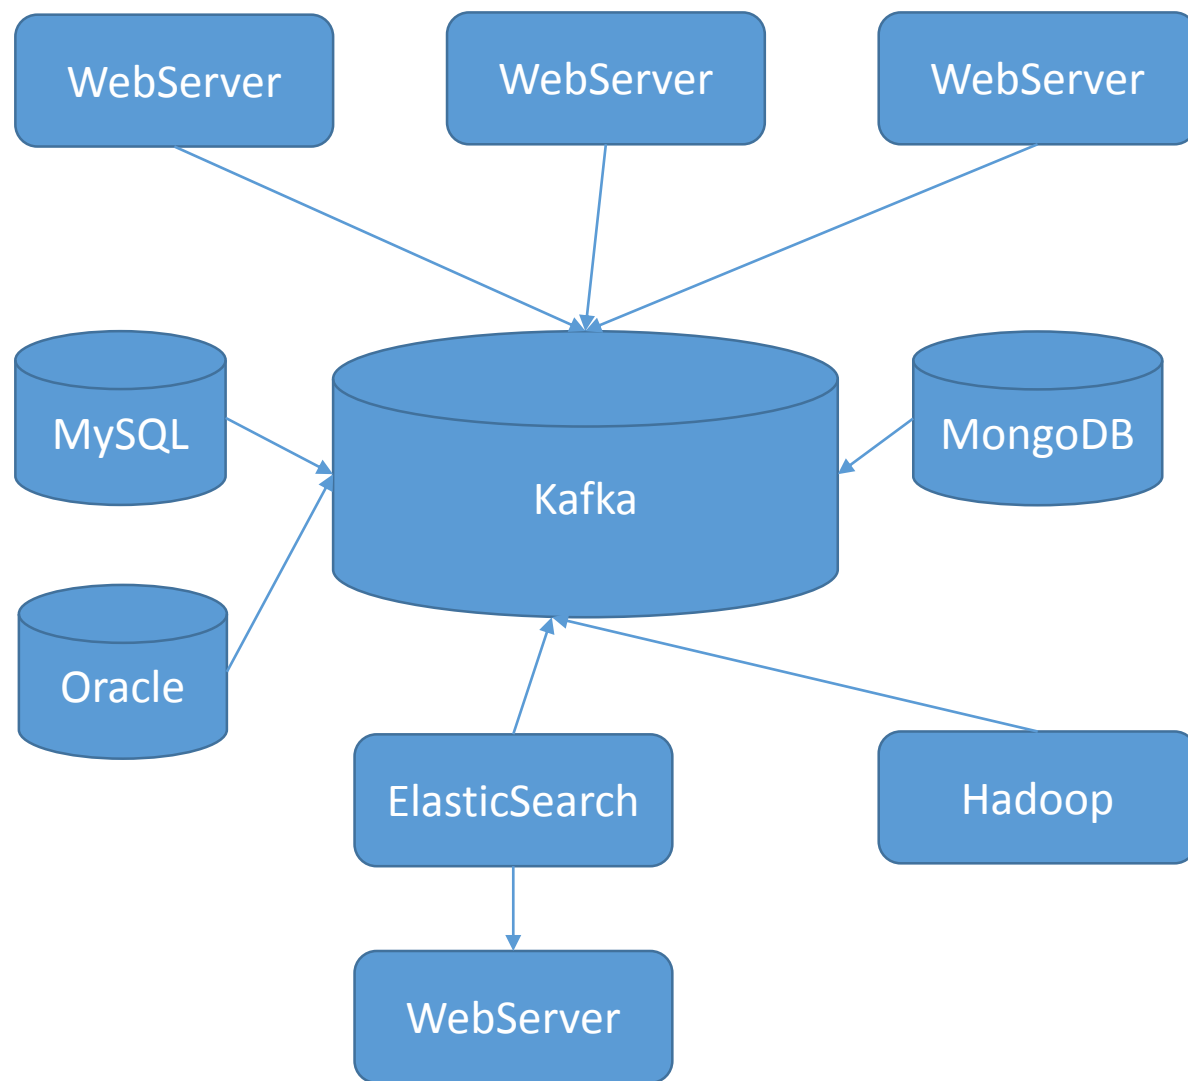 WebServer
WebServer
WebServer
MySQL
MongoDB
Kafka
Oracle
ElasticSearch
Hadoop
WebServer